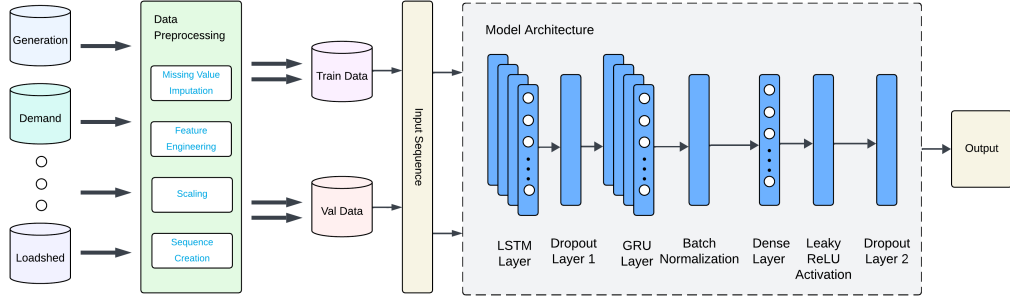 Generation
Demand
Loadshed
Data
Preprocessing
Missing Value
Imputation
Feature
Engineering
Scaling
Sequence
Creation
Train Data
Val Data
Input Sequence
Model Architecture
LSTM
Layer
Dropout
Layer 1
GRU
Layer
Batch
Normalization
Dense
Layer
Leaky
ReLU
Activation
Dropout
Layer 2
Output